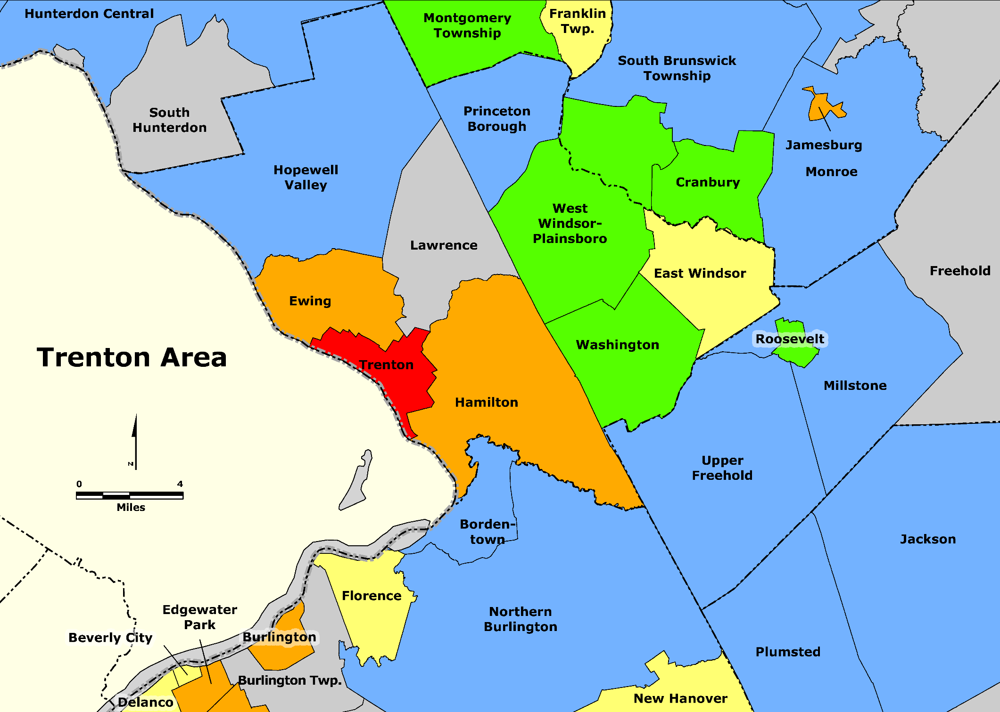 Hunterdon Central
Montgomery
Township
Franklin
Twp.
South Brunswick
Township
South
Hunterdon
Princeton
Borough
Jamesburg
Monroe
Hopewell
Valley
Cranbury
West
Windsor-
Plainsboro
Lawrence
East Windsor
Freehold
Ewing
Roosevelt
Washington
Trenton Area
Trenton
Millstone
Hamilton
Upper
Freehold
N
0 4
Miles
Borden-
town
Jackson
Florence
Edgewater
Park
Northern
Burlington
Beverly City
Burlington
Plumsted
Burlington Twp.
New Hanover
Delanco